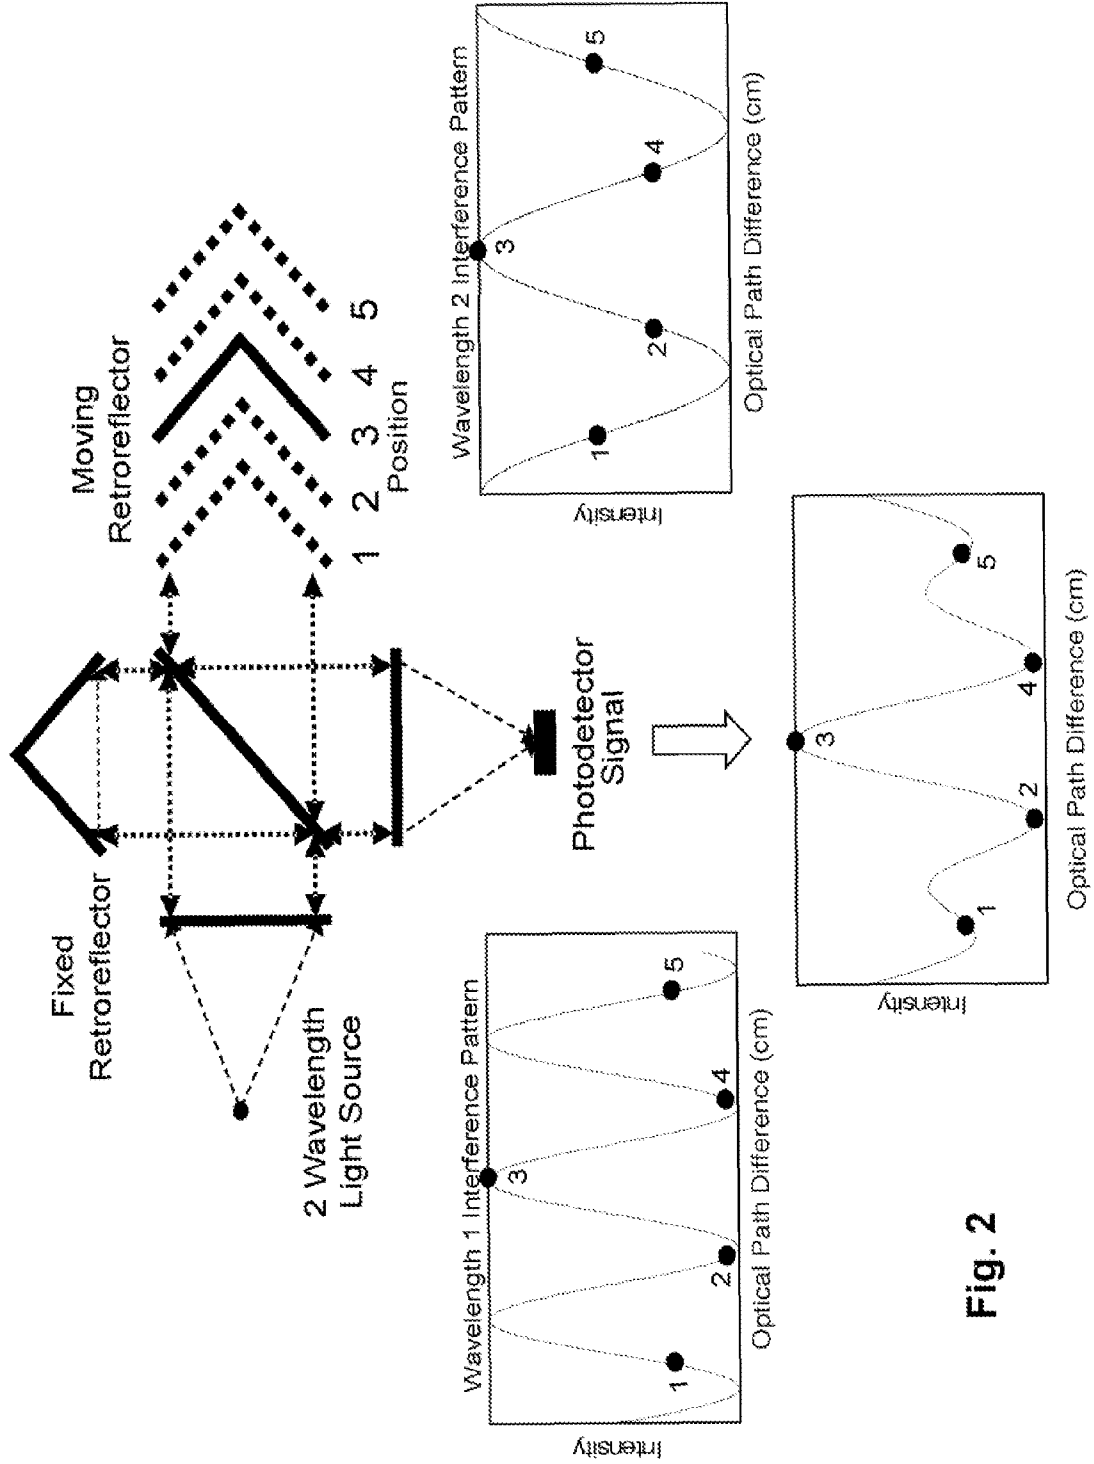 Fixed
Retroreflector
Moving
Retroreflector
1 2 3 4 5
Position
2 Wavelength
Light Source
Photodetector
Signal
Wavelength 1 Interference Pattern
Intensity
1
2
3
4
5
Optical Path Difference (cm)
Wavelength 2 Interference Pattern
Intensity
1
2
3
4
5
Optical Path Difference (cm)
Intensity
1
2
3
4
5
Optical Path Difference (cm)
Fig. 2